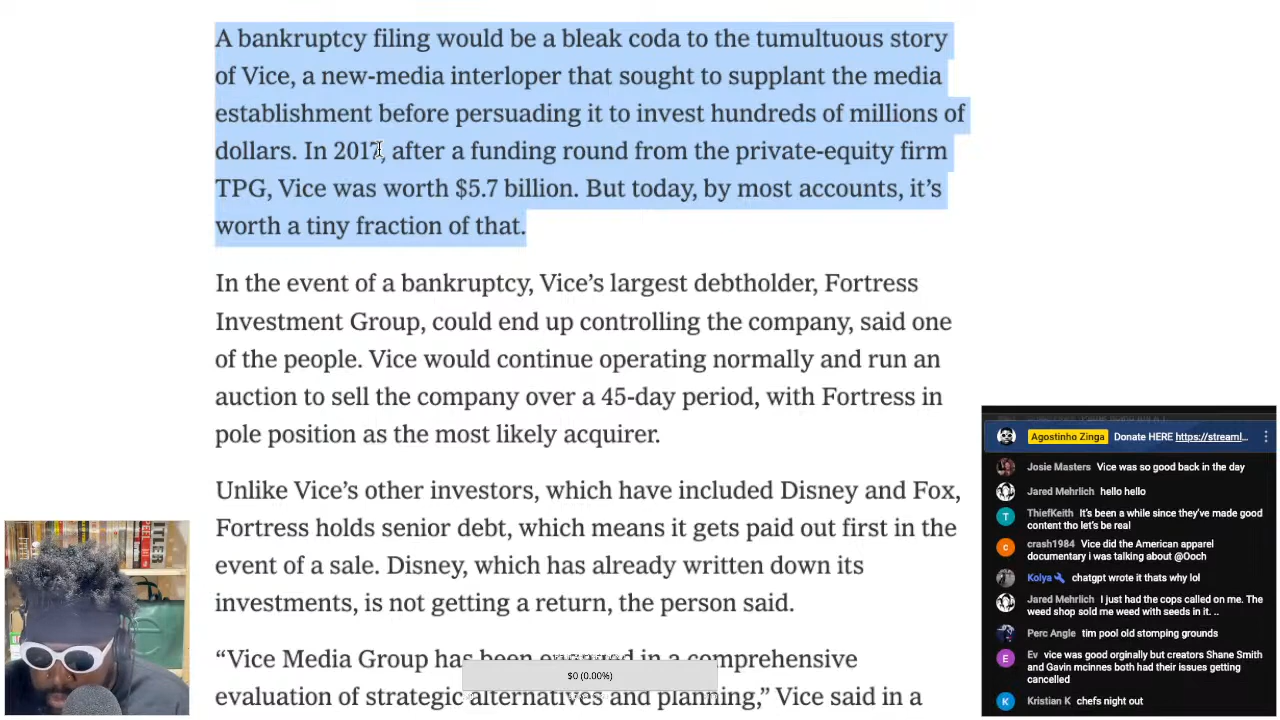 A bankruptcy filing would be a bleak coda to the tumultuous story
of Vice, a new-media interloper that sought to supplant the media
establishment before persuading it to invest hundreds of millions of
dollars. In 2017, after a funding round from the private-equity firm
TPG, Vice was worth $5.7 billion. But today, by most accounts, it’s
worth a tiny fraction of that.
In the event of a bankruptcy, Vice’s largest debtholder, Fortress
Investment Group, could end up controlling the company, said one
of the people. Vice would continue operating normally and run an
auction to sell the company over a 45-day period, with Fortress in
pole position as the most likely acquirer.
Unlike Vice’s other investors, which have included Disney and Fox,
Fortress holds senior debt, which means it gets paid out first in the
event of a sale. Disney, which has already written down its
investments, is not getting a return, the person said.
“Vice Media Group has been in a comprehensive
evaluation of strategic alternatives and planning,” Vice said in a
$0 (0.00%)
Agostinho Zinga Donate HERE https://streaml...
Josie Masters Vice was so good back in the day
Jared Mehrlich hello hello
ThiefKeith It’s been a while since they’ve made good
content tho let’s be real
crash1984 Vice did the American apparel
documentary i was talking about @Ooch
Kolya chatgpt wrote it thats why lol
Jared Mehrlich I just had the cops called on me. The
weed shop sold me weed with seeds in it. ..
Perc Angle tim pool old stomping grounds
Ev vice was good orginally but creators Shane Smith
and Gavin mcinnes both had their issues getting
cancelled
Kristian K chefs night out